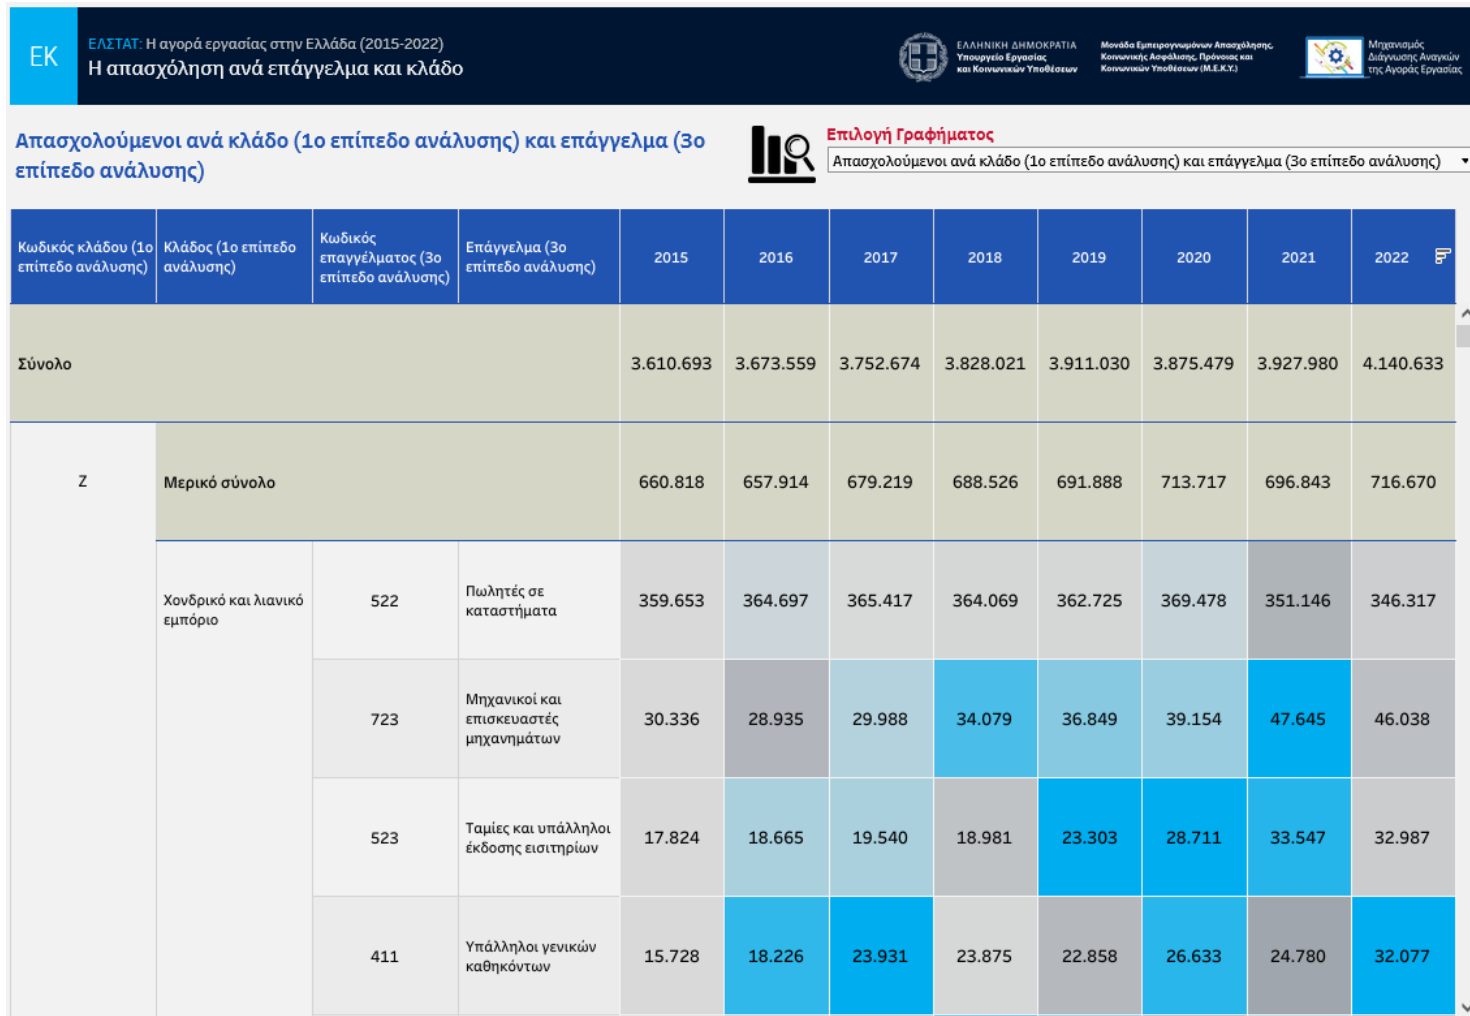 ΕΚ
ΕΛΣΤΑΤ: Η αγορά εργασίας στην Ελλάδα (2015-2022)
Η απασχόληση ανά επάγγελμα και κλάδο
ΕΛΛΗΝΙΚΗ ΔΗΜΟΚΡΑΤΙΑ
Υπουργείο Εργασίας
και Κοινωνικών Υποθέσεων
Μονάδα Εμπειρογνωμόνων Απασχόλησης,
Κοινωνικής Ασφάλισης, Πρόνοιας και
Κοινωνικών Υποθέσεων (Μ.Ε.Κ.Υ.)
Μηχανισμός
Διάγνωσης Αναγκών
της Αγοράς Εργασίας
Απασχολούμενοι ανά κλάδο (1ο επίπεδο ανάλυσης) και επάγγελμα (3ο
επίπεδο ανάλυσης)
Επιλογή Γραφήματος
Απασχολούμενοι ανά κλάδο (1ο επίπεδο ανάλυσης) και επάγγελμα (3ο επίπεδο ανάλυσης)
Κωδικός κλάδου (1ο
επίπεδο ανάλυσης)
Κλάδος (1ο επίπεδο
ανάλυσης)
Κωδικός
επαγγέλματος (3ο
επίπεδο ανάλυσης)
Επάγγελμα (3ο
επίπεδο ανάλυσης)
2015 2016 2017 2018 2019 2020 2021 2022
Σύνολο 3.610.693 3.673.559 3.752.674 3.828.021 3.911.030 3.875.479 3.927.980 4.140.633
Ζ Μερικό σύνολο 660.818 657.914 679.219 688.526 691.888 713.717 696.843 716.670
Χονδρικό και λιανικό
εμπόριο
522
Πωλητές σε
καταστήματα
359.653 364.697 365.417 364.069 362.725 369.478 351.146 346.317
723
Μηχανικοί και
επισκευαστές
μηχανημάτων
30.336 28.935 29.988 34.079 36.849 39.154 47.645 46.038
523
Ταμίες και υπάλληλοι
έκδοσης εισιτηρίων
17.824 18.665 19.540 18.981 23.303 28.711 33.547 32.987
411
Υπάλληλοι γενικών
καθηκόντων
15.728 18.226 23.931 23.875 22.858 26.633 24.780 32.077